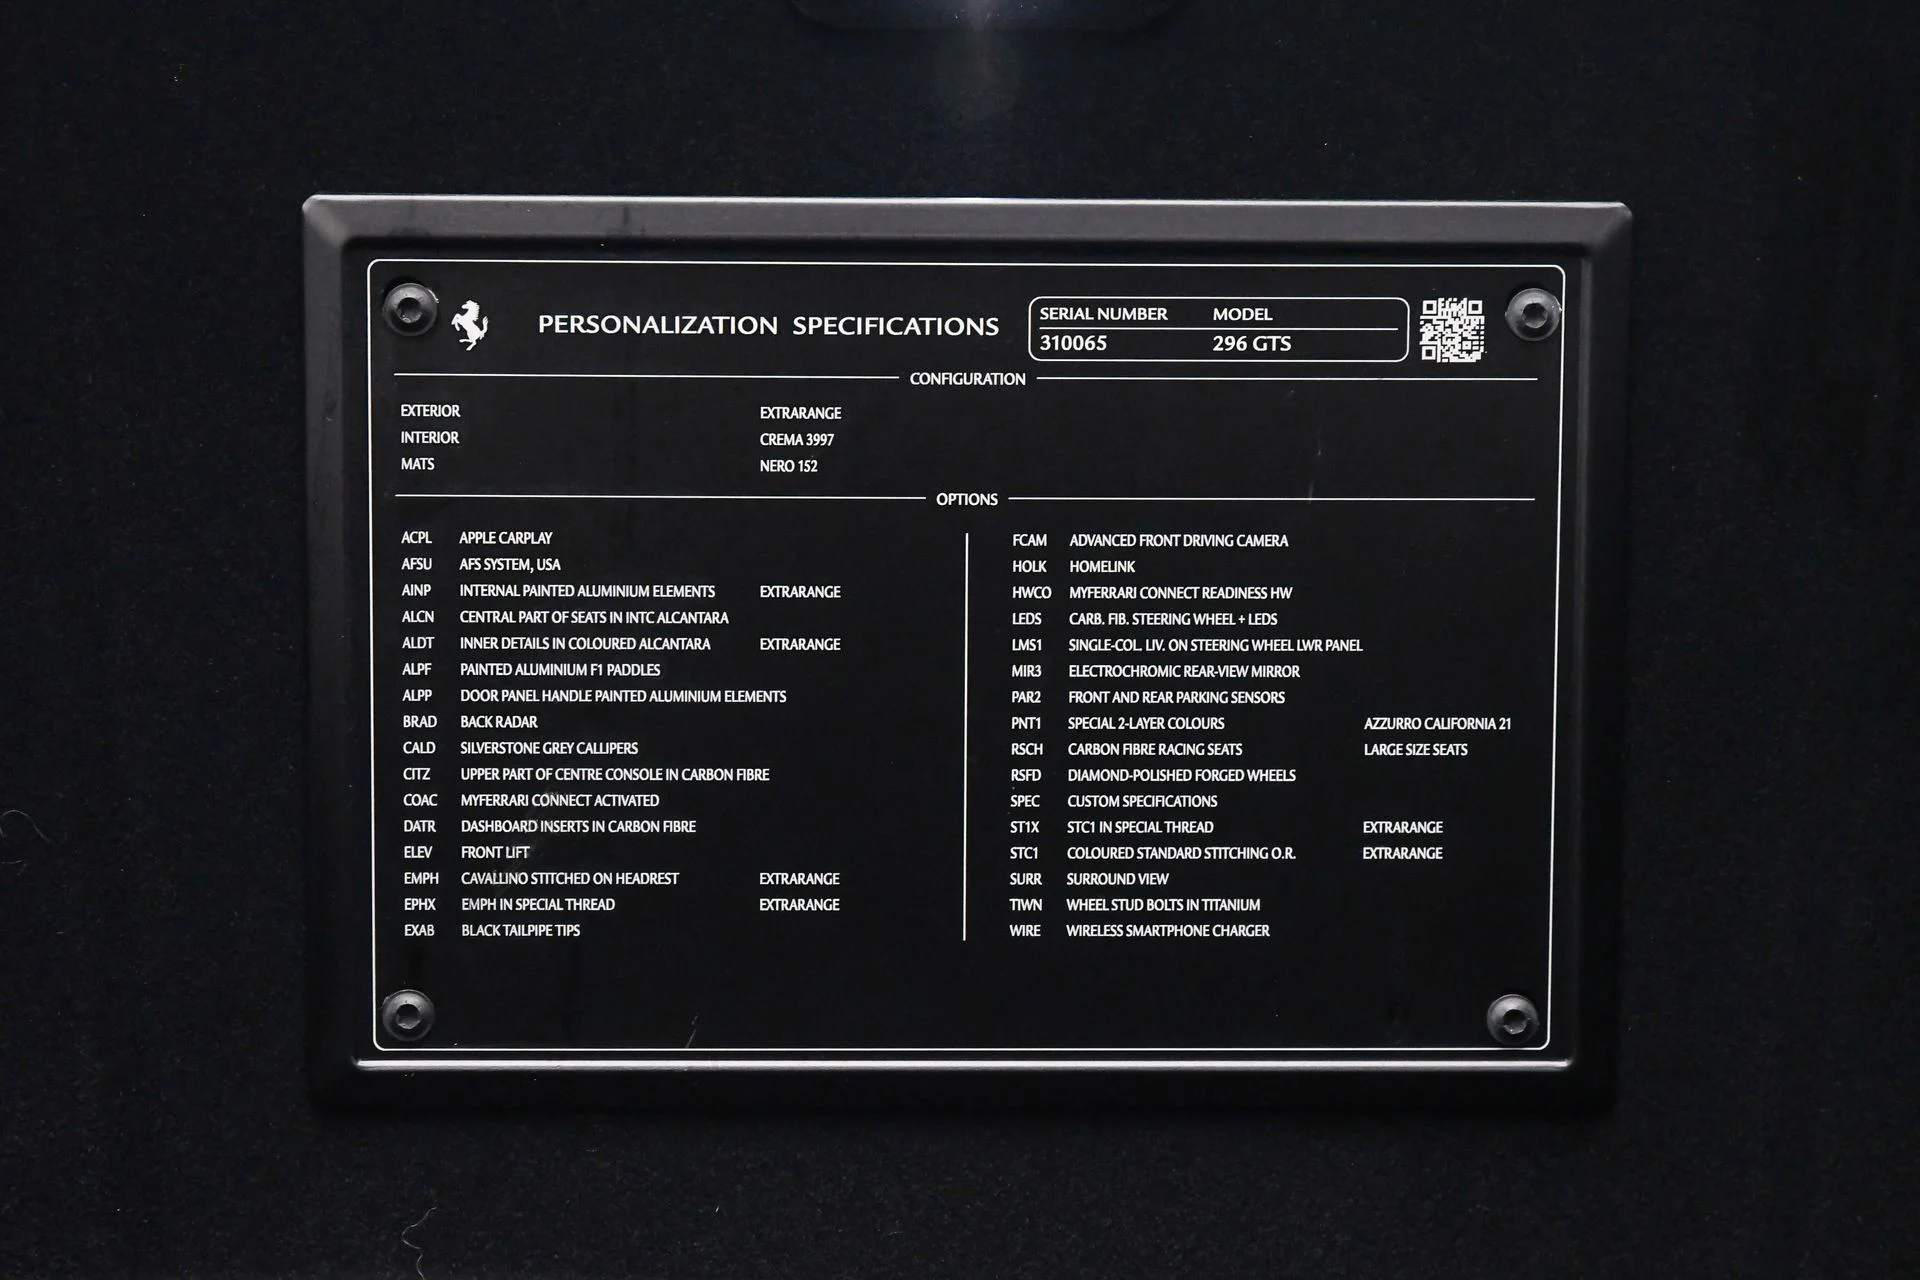 PERSONALIZATION SPECIFICATIONS
SERIAL NUMBER MODEL
310065 296 GTS
CONFIGURATION
EXTERIOR EXTRARANGE
INTERIOR CREMA 3997
MATS NERO 152
OPTIONS
ACPL APPLE CARPLAY
AFSU AFS SYSTEM, USA
AINP INTERNAL PAINTED ALUMINIUM ELEMENTS EXTRARANGE
ALCN CENTRAL PART OF SEATS IN INTC ALCANTARA
ALDT INNER DETAILS IN COLOURED ALCANTARA EXTRARANGE
ALPF PAINTED ALUMINIUM F1 PADDLES
ALPP DOOR PANEL HANDLE PAINTED ALUMINIUM ELEMENTS
BRAD BACK RADAR
CALD SILVERSTONE GREY CALLIPERS
CITZ UPPER PART OF CENTRE CONSOLE IN CARBON FIBRE
COAC MYFERRARI CONNECT ACTIVATED
DATR DASHBOARD INSERTS IN CARBON FIBRE
ELEV FRONT LIFT
EMPH CAVALLINO STITCHED ON HEADREST EXTRARANGE
EPHX EMPH IN SPECIAL THREAD EXTRARANGE
EXAB BLACK TAILPIPE TIPS
FCAM ADVANCED FRONT DRIVING CAMERA
HOLK HOMELINK
HWCO MYFERRARI CONNECT READINESS HW
LEDS CARB. FIB. STEERING WHEEL + LEDS
LMS1 SINGLE-COL. LIV. ON STEERING WHEEL LWR PANEL
MIR3 ELECTROCHROMIC REAR-VIEW MIRROR
PAR2 FRONT AND REAR PARKING SENSORS
PNT1 SPECIAL 2-LAYER COLOURS AZZURRO CALIFORNIA 21
RSCH CARBON FIBRE RACING SEATS LARGE SIZE SEATS
RSFD DIAMOND-POLISHED FORGED WHEELS
SPEC CUSTOM SPECIFICATIONS
ST1X STC1 IN SPECIAL THREAD EXTRARANGE
STC1 COLOURED STANDARD STITCHING O.R. EXTRARANGE
SURR SURROUND VIEW
TIWN WHEEL STUD BOLTS IN TITANIUM
WIRE WIRELESS SMARTPHONE CHARGER